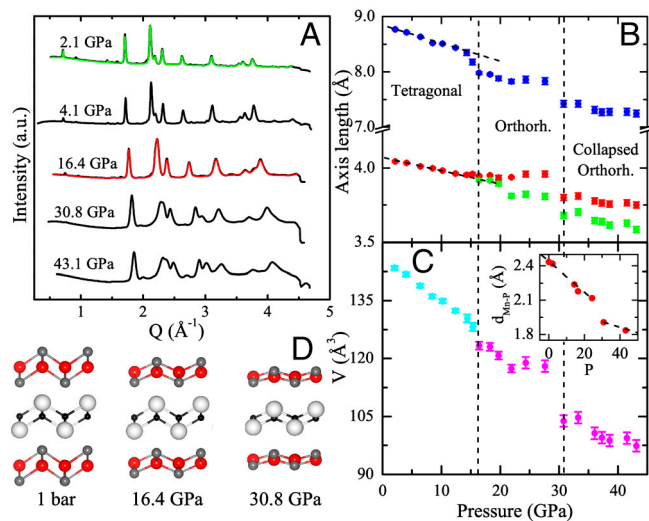 A
2.1 GPa
4.1 GPa
16.4 GPa
30.8 GPa
43.1 GPa
Intensity (a.u.)
1 2 3 4 5
Q (Å⁻¹)
B
Axis length (Å)
9.0
8.5
8.0
4.0
3.5
Tetragonal
Orthorh.
Collapsed
Orthorh.
C
V (Å³)
135
120
105
90
d_Mn-P
2.4
2.1
1.8
0 20 40
P
0 5 10 15 20 25 30 35 40 45
Pressure (GPa)
D
1 bar 16.4 GPa 30.8 GPa